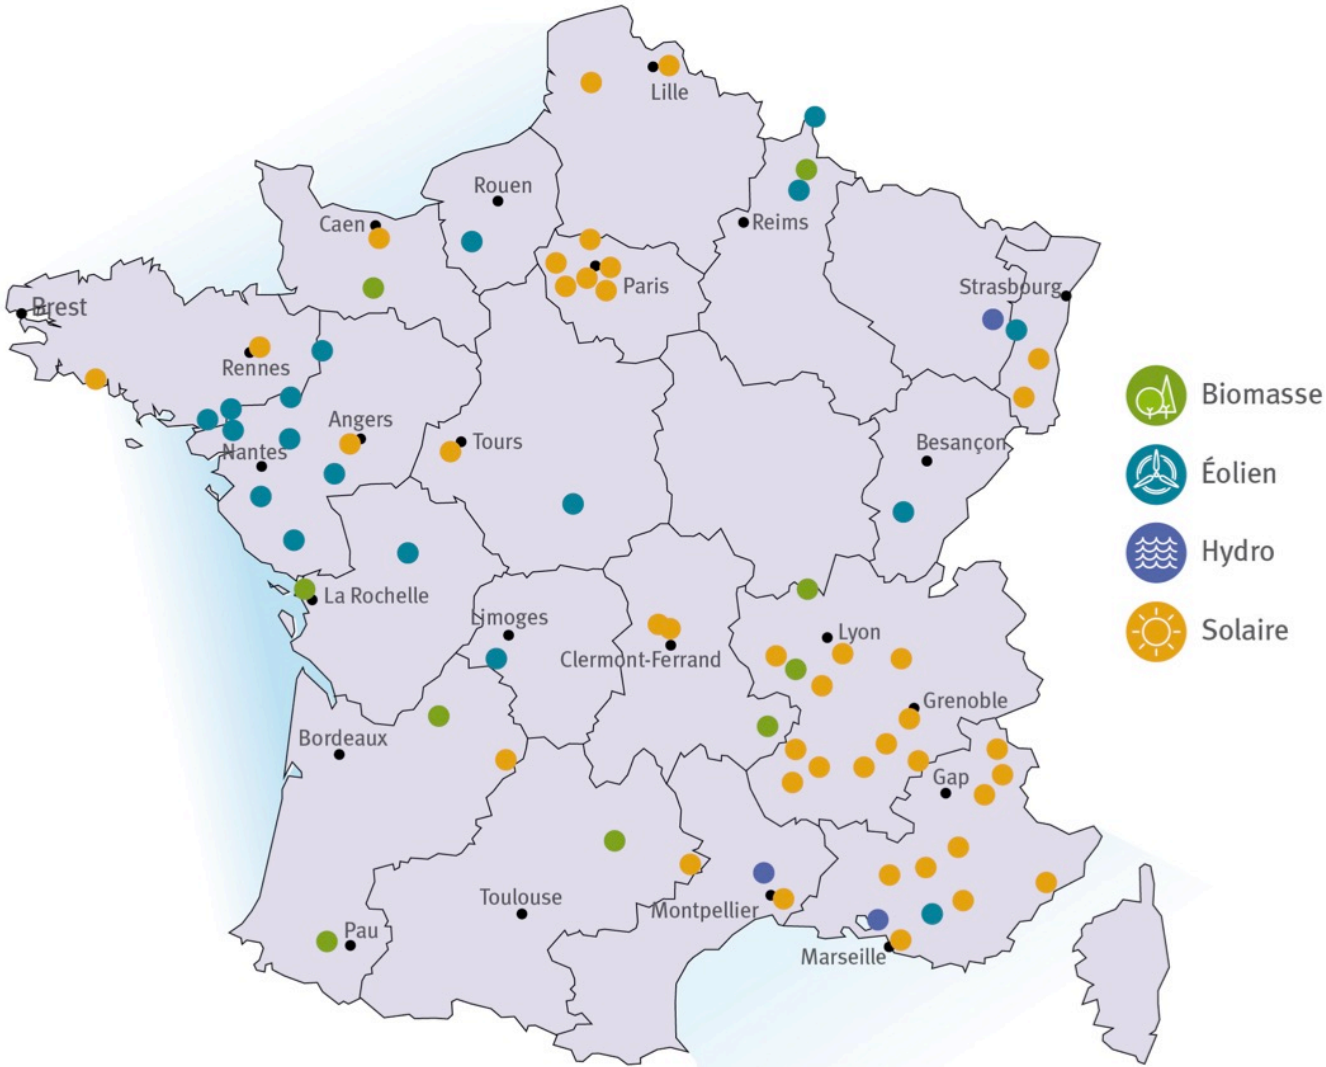 Lille
Rouen
Caen
Reims
Paris
Strasbourg
Brest
Rennes
Biomasse
Angers
Nantes
Tours
Besançon
Éolien
Hydro
La Rochelle
Limoges
Lyon
Solaire
Clermont-Ferrand
Grenoble
Bordeaux
Gap
Toulouse
Montpellier
Pau
Marseille